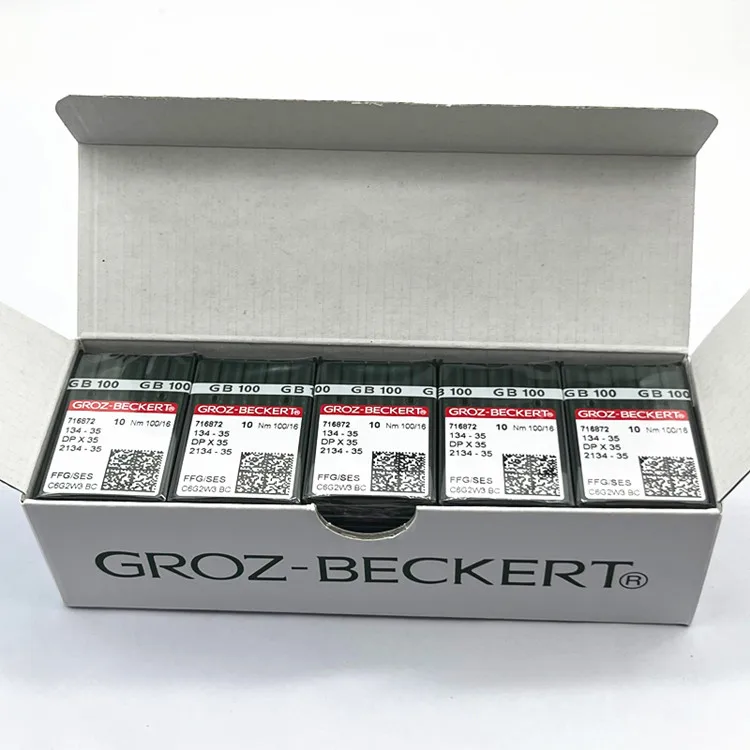 GB 100 GB 100
GROZ-BECKERT®
716872 10 Nm 100/16
134 - 35
DP X 35
2134 - 35
FFG/SES
C6G2W3 BC
GB 100 GB 1
GROZ-BECKERT®
716872 10 Nm 100/16
134 - 35
DP X 35
2134 - 35
FFG/SES
C6G2W3 BC
00 GB 100 G
GROZ-BECKERT®
716872 10 Nm 100/16
134 - 35
DP X 35
2134 - 35
FFG/SES
C6G2W3 BC
B 100 GB 100
GROZ-BECKERT®
716872 10 Nm 100/16
134 - 35
DP X 35
2134 - 35
FFG/SES
C6G2W3 BC
GB 100 GB 100
GROZ-BECKERT®
716872 10 Nm 100/16
134 - 35
DP X 35
2134 - 35
FFG/SES
C6G2W3 BC
GROZ-BECKERT®